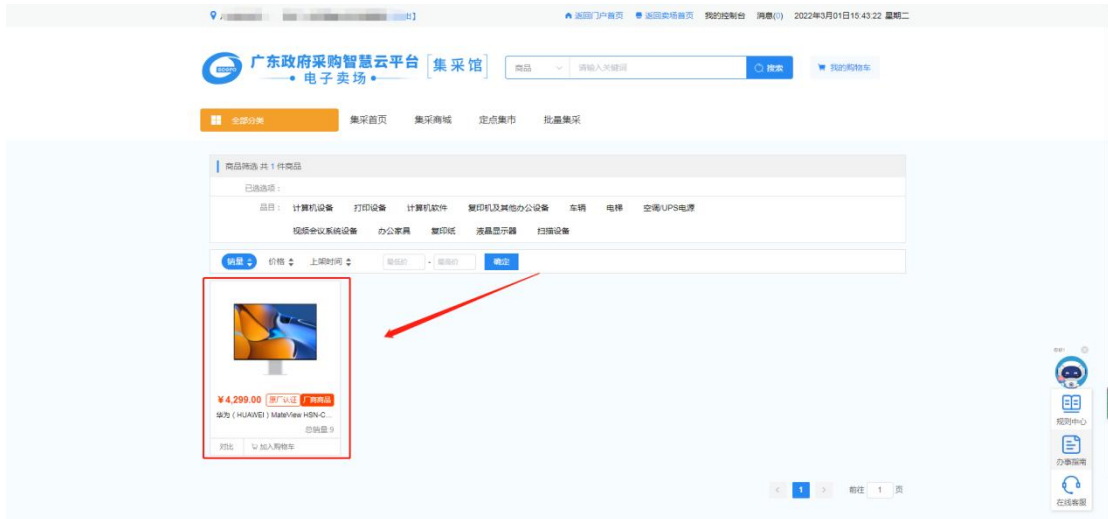 返回门户首页 返回卖场首页 我的控制台 消息(0) 2022年3月01日15:43:22 星期二
广东政府采购智慧云平台
电子卖场
集采馆
商品 请输入关键词 搜索 我的购物车
全部分类 集采首页 集采商城 定点集市 批量集采
商品筛选 共 1 件商品
已选选项：
品目： 计算机设备 打印设备 计算机软件 复印机及其他办公设备 车辆 电梯 空调/UPS电源
视频会议系统设备 办公家具 复印纸 液晶显示器 扫描设备
销量 价格 上架时间 最低价 - 最高价 确定
¥4,299.00 原厂认证 厂商商品
华为（HUAWEI）MateView HSN-C...
总销量:9
对比 加入购物车
规则中心
办事指南
在线客服
< 1 > 前往 1 页